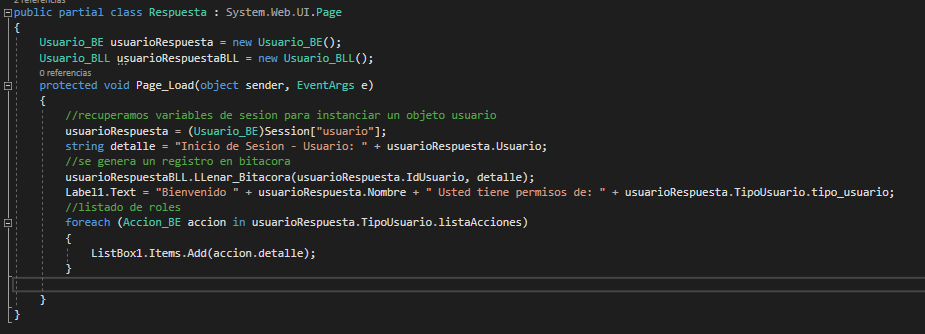 2 referencias
public partial class Respuesta : System.Web.UI.Page
{
Usuario_BE usuarioRespuesta = new Usuario_BE();
Usuario_BLL usuarioRespuestaBLL = new Usuario_BLL();
0 referencias
protected void Page_Load(object sender, EventArgs e)
{
//recuperamos variables de sesion para instanciar un objeto usuario
usuarioRespuesta = (Usuario_BE)Session["usuario"];
string detalle = "Inicio de Sesion - Usuario: " + usuarioRespuesta.Usuario;
//se genera un registro en bitacora
usuarioRespuestaBLL.LLenar_Bitacora(usuarioRespuesta.IdUsuario, detalle);
Label1.Text = "Bienvenido " + usuarioRespuesta.Nombre + " Usted tiene permisos de: " + usuarioRespuesta.TipoUsuario.tipo_usuario;
//listado de roles
foreach (Accion_BE accion in usuarioRespuesta.TipoUsuario.listaAcciones)
{
ListBox1.Items.Add(accion.detalle);
}
}
}